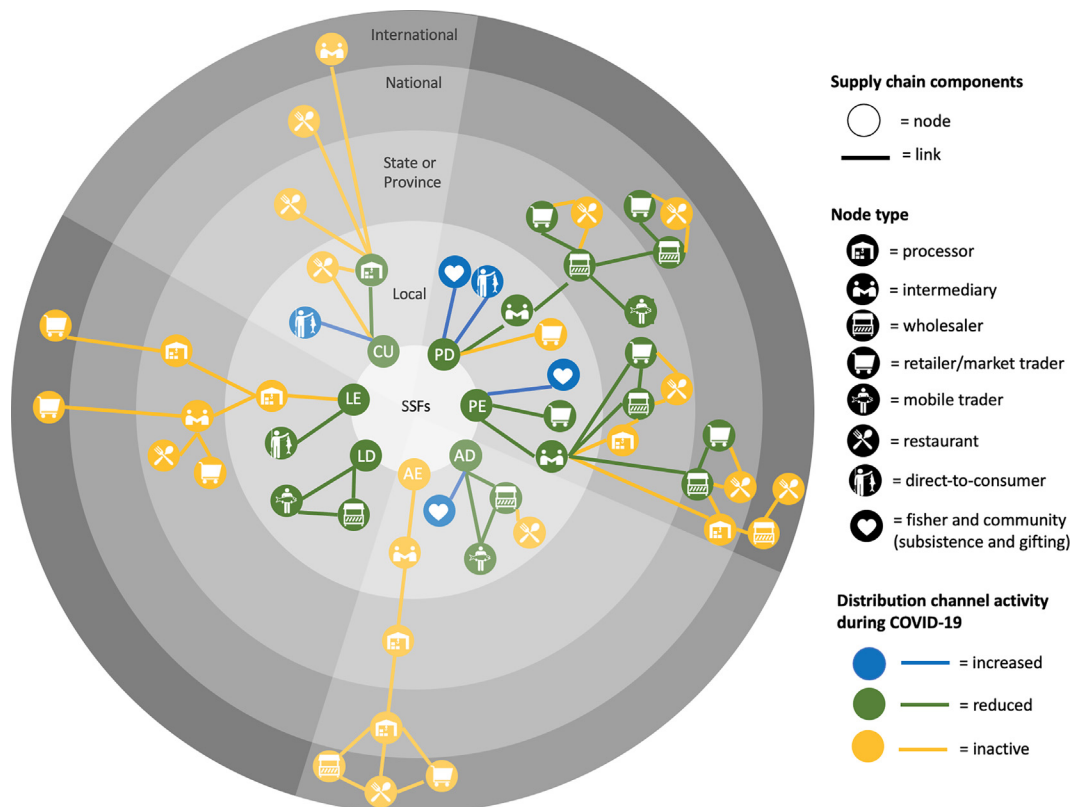 International
National
State or
Province
Local
CU
PD
LE
SSFs
PE
LD
AE
AD
Supply chain components
= node
= link
Node type
= processor
= intermediary
= wholesaler
= retailer/market trader
= mobile trader
= restaurant
= direct-to-consumer
= fisher and community
(subsistence and gifting)
Distribution channel activity
during COVID-19
= increased
= reduced
= inactive